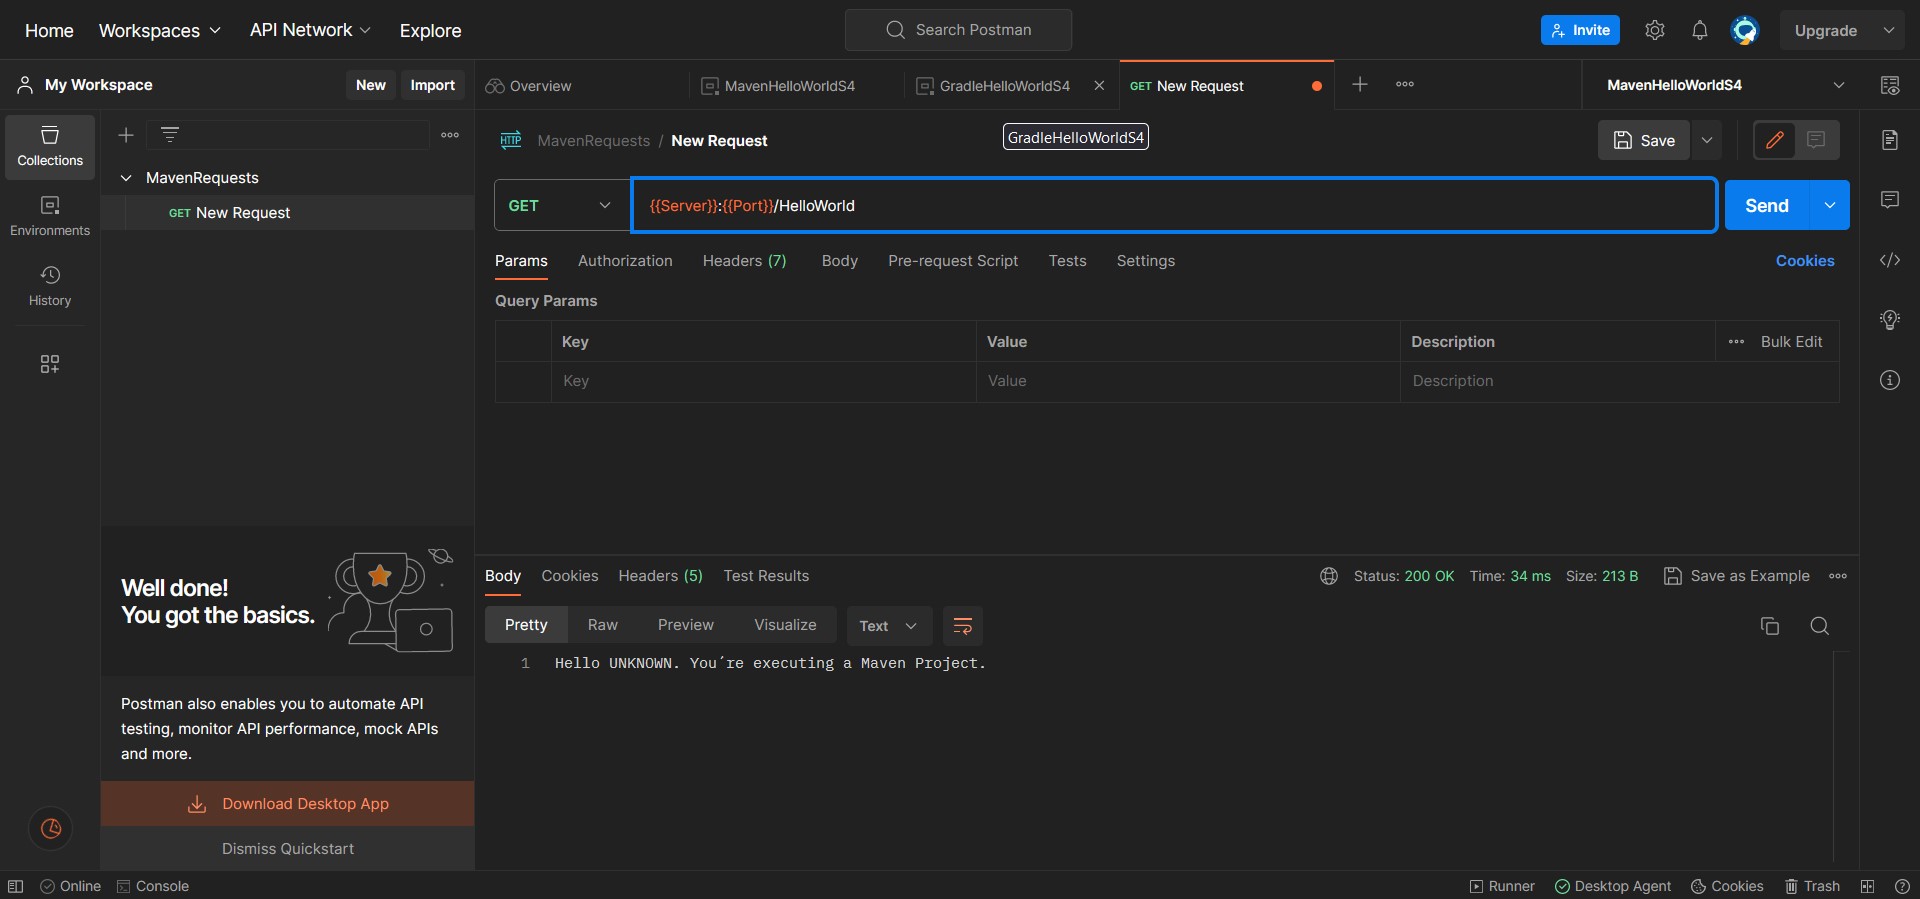 Home Workspaces API Network Explore Search Postman Invite Upgrade
My Workspace New Import Overview MavenHelloWorldS4 GradleHelloWorldS4 GET New Request MavenHelloWorldS4
Collections
Environments
History
MavenRequests
GET New Request
Well done!
You got the basics.
Postman also enables you to automate API
testing, monitor API performance, mock APIs
and more.
Download Desktop App
Dismiss Quickstart
HTTP MavenRequests / New Request GradleHelloWorldS4 Save
GET {{Server}}:{{Port}}/HelloWorld Send
Params Authorization Headers (7) Body Pre-request Script Tests Settings Cookies
Query Params
Key Value Description Bulk Edit
Key Value Description
Body Cookies Headers (5) Test Results Status: 200 OK Time: 34 ms Size: 213 B Save as Example
Pretty Raw Preview Visualize Text
1 Hello UNKNOWN. You´re executing a Maven Project.
Online Console Runner Desktop Agent Cookies Trash